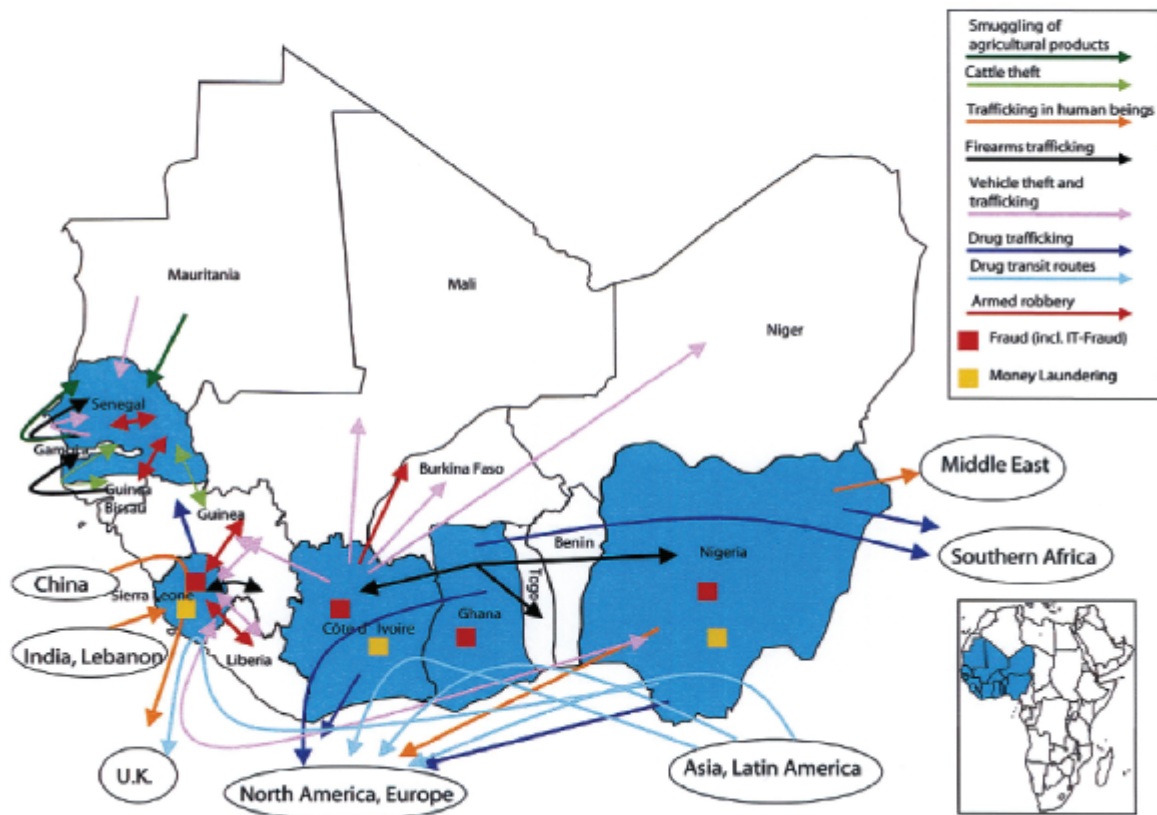 Smuggling of
agricultural products
Cattle theft
Trafficking in human beings
Firearms trafficking
Vehicle theft and
trafficking
Drug trafficking
Drug transit routes
Armed robbery
Fraud (incl. IT-Fraud)
Money Laundering
Mauritania
Mali
Niger
Senegal
Gambia
Guinea
Bissau
Guinea
Burkina Faso
Benin
Togo
Nigeria
Ghana
Côte d' Ivoire
Sierra Leone
Liberia
China
India, Lebanon
U.K.
North America, Europe
Asia, Latin America
Middle East
Southern Africa